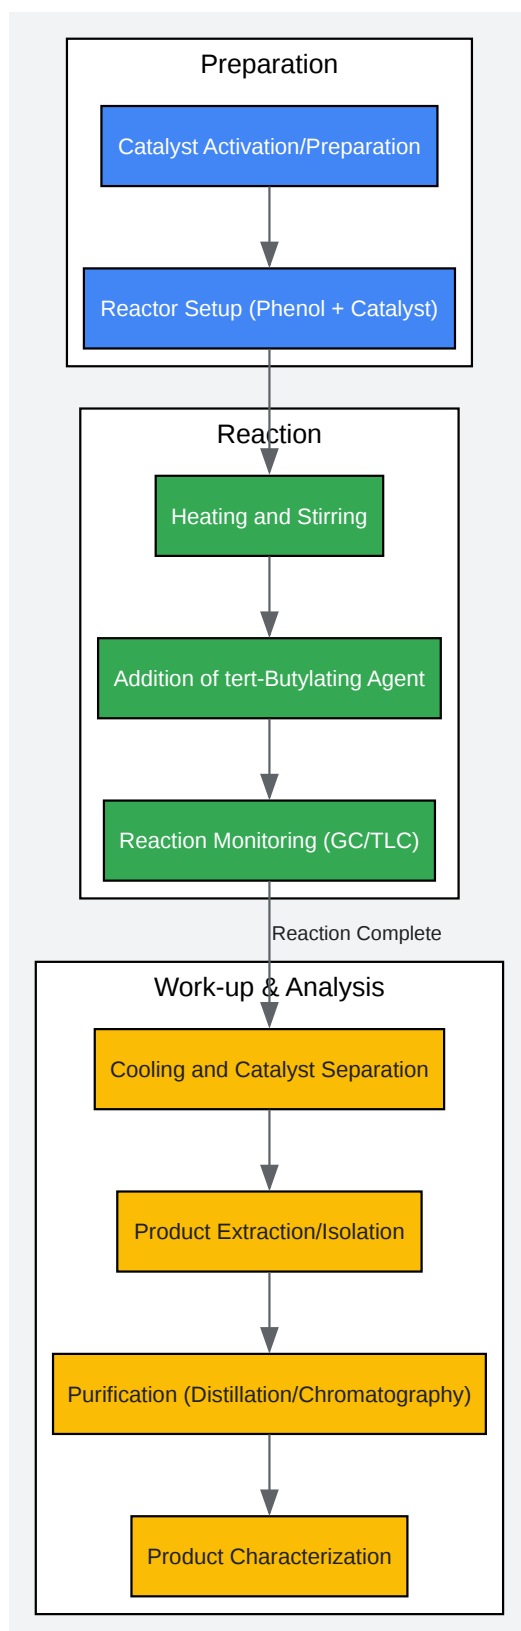 Preparation
Catalyst Activation/Preparation
Reactor Setup (Phenol + Catalyst)
Reaction
Heating and Stirring
Addition of tert-Butylating Agent
Reaction Monitoring (GC/TLC)
Reaction Complete
Work-up & Analysis
Cooling and Catalyst Separation
Product Extraction/Isolation
Purification (Distillation/Chromatography)
Product Characterization